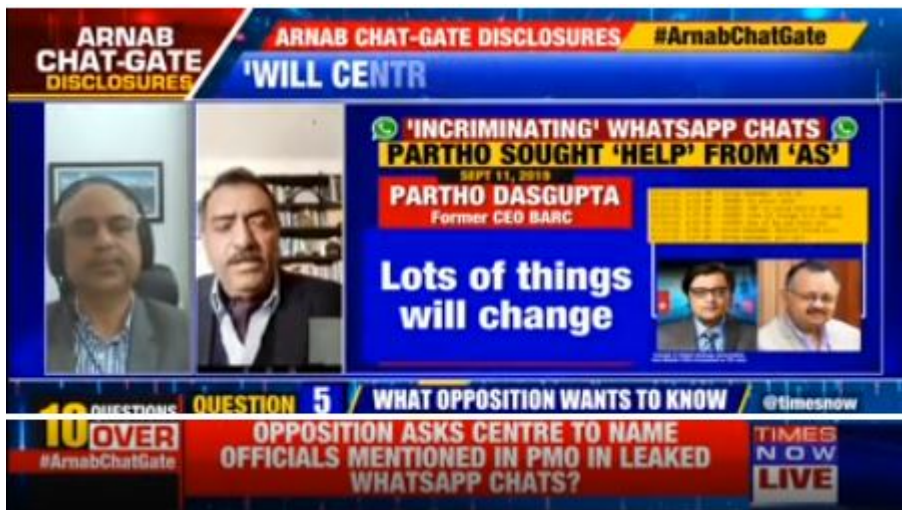 ARNAB
CHAT-GATE
DISCLOSURES
ARNAB CHAT-GATE DISCLOSURES
#ArnabChatGate
'WILL CENTR
'INCRIMINATING' WHATSAPP CHATS
PARTHO SOUGHT 'HELP' FROM 'AS'
SEPT 11, 2019
PARTHO DASGUPTA
Former CEO BARC
Lots of things
will change
10 QUESTIONS
OVER
#ArnabChatGate
QUESTION 5
WHAT OPPOSITION WANTS TO KNOW
@timesnow
OPPOSITION ASKS CENTRE TO NAME
OFFICIALS MENTIONED IN PMO IN LEAKED
WHATSAPP CHATS?
TIMES
NOW
LIVE